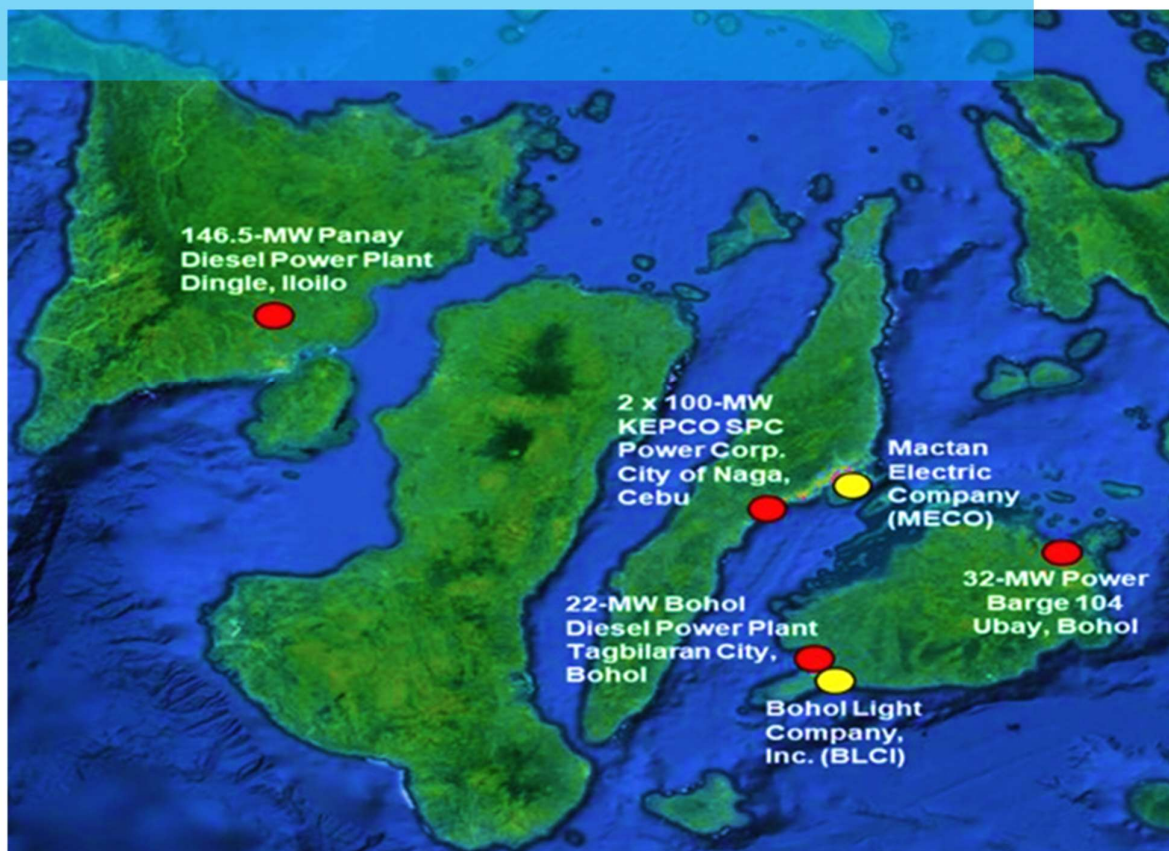 146.5-MW Panay
Diesel Power Plant
Dingle, Iloilo
2 x 100-MW
KEPCO SPC
Power Corp.
City of Naga,
Cebu
Mactan
Electric
Company
(MECO)
32-MW Power
Barge 104
Ubay, Bohol
22-MW Bohol
Diesel Power Plant
Tagbilaran City,
Bohol
Bohol Light
Company,
Inc. (BLCI)